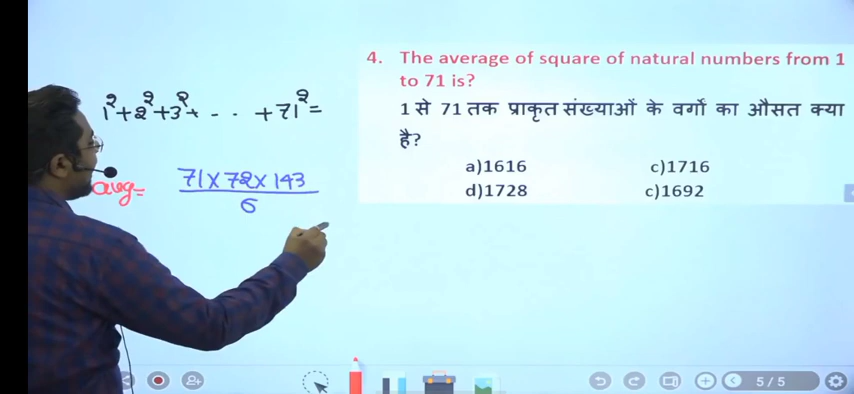 1²+2²+3²+ - - - +71² =
avg= 71 x 72 x 143
6
4. The average of square of natural numbers from 1
to 71 is?
1 से 71 तक प्राकृत संख्याओं के वर्गों का औसत क्या
है?
a)1616 c)1716
d)1728 c)1692
5 / 5